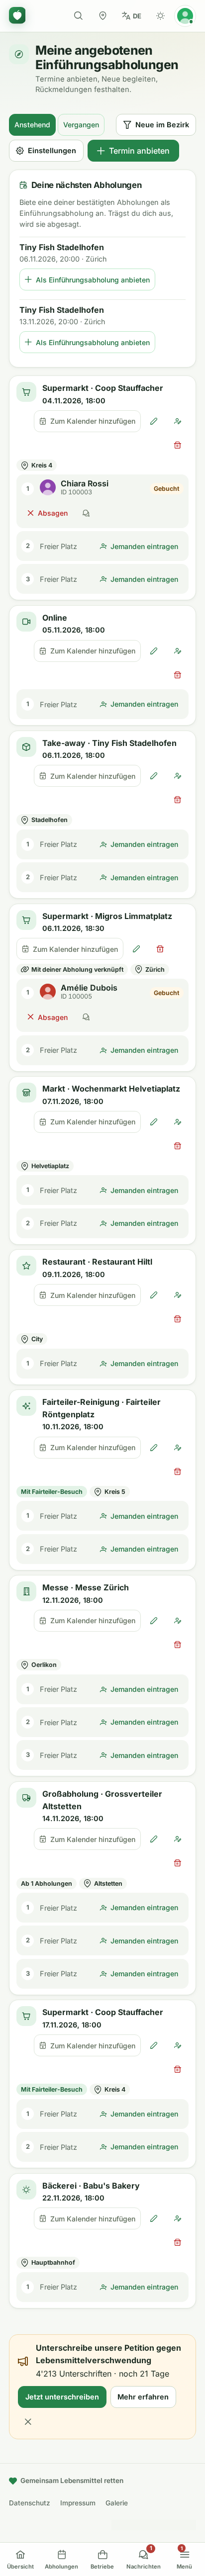 DE
Meine angebotenen
Einführungsabholungen
Termine anbieten, Neue begleiten,
Rückmeldungen festhalten.
Anstehend
Vergangen
Neue im Bezirk
Einstellungen
Termin anbieten
Deine nächsten Abholungen
Biete eine deiner bestätigten Abholungen als
Einführungsabholung an. Trägst du dich aus,
wird sie abgesagt.
Tiny Fish Stadelhofen
06.11.2026, 20:00 · Zürich
Als Einführungsabholung anbieten
Tiny Fish Stadelhofen
13.11.2026, 20:00 · Zürich
Als Einführungsabholung anbieten
Supermarkt · Coop Stauffacher
04.11.2026, 18:00
Zum Kalender hinzufügen
Kreis 4
1
Chiara Rossi
ID 100003
Gebucht
Absagen
2 Freier Platz Jemanden eintragen
3 Freier Platz Jemanden eintragen
Online
05.11.2026, 18:00
Zum Kalender hinzufügen
1 Freier Platz Jemanden eintragen
Take-away · Tiny Fish Stadelhofen
06.11.2026, 18:00
Zum Kalender hinzufügen
Stadelhofen
1 Freier Platz Jemanden eintragen
2 Freier Platz Jemanden eintragen
Supermarkt · Migros Limmatplatz
06.11.2026, 18:30
Zum Kalender hinzufügen
Mit deiner Abholung verknüpft Zürich
1
Amélie Dubois
ID 100005
Gebucht
Absagen
2 Freier Platz Jemanden eintragen
Markt · Wochenmarkt Helvetiaplatz
07.11.2026, 18:00
Zum Kalender hinzufügen
Helvetiaplatz
1 Freier Platz Jemanden eintragen
2 Freier Platz Jemanden eintragen
Restaurant · Restaurant Hiltl
09.11.2026, 18:00
Zum Kalender hinzufügen
City
1 Freier Platz Jemanden eintragen
Fairteiler-Reinigung · Fairteiler
Röntgenplatz
10.11.2026, 18:00
Zum Kalender hinzufügen
Mit Fairteiler-Besuch Kreis 5
1 Freier Platz Jemanden eintragen
2 Freier Platz Jemanden eintragen
Messe · Messe Zürich
12.11.2026, 18:00
Zum Kalender hinzufügen
Oerlikon
1 Freier Platz Jemanden eintragen
2 Freier Platz Jemanden eintragen
3 Freier Platz Jemanden eintragen
Großabholung · Grossverteiler
Altstetten
14.11.2026, 18:00
Zum Kalender hinzufügen
Ab 1 Abholungen Altstetten
1 Freier Platz Jemanden eintragen
2 Freier Platz Jemanden eintragen
3 Freier Platz Jemanden eintragen
Supermarkt · Coop Stauffacher
17.11.2026, 18:00
Zum Kalender hinzufügen
Mit Fairteiler-Besuch Kreis 4
1 Freier Platz Jemanden eintragen
2 Freier Platz Jemanden eintragen
Bäckerei · Babu's Bakery
22.11.2026, 18:00
Zum Kalender hinzufügen
Hauptbahnhof
1 Freier Platz Jemanden eintragen
Unterschreibe unsere Petition gegen
Lebensmittelverschwendung
4'213 Unterschriften · noch 21 Tage
Jetzt unterschreiben
Mehr erfahren
Gemeinsam Lebensmittel retten
Datenschutz Impressum Galerie
1 1
Übersicht Abholungen Betriebe Nachrichten Menü